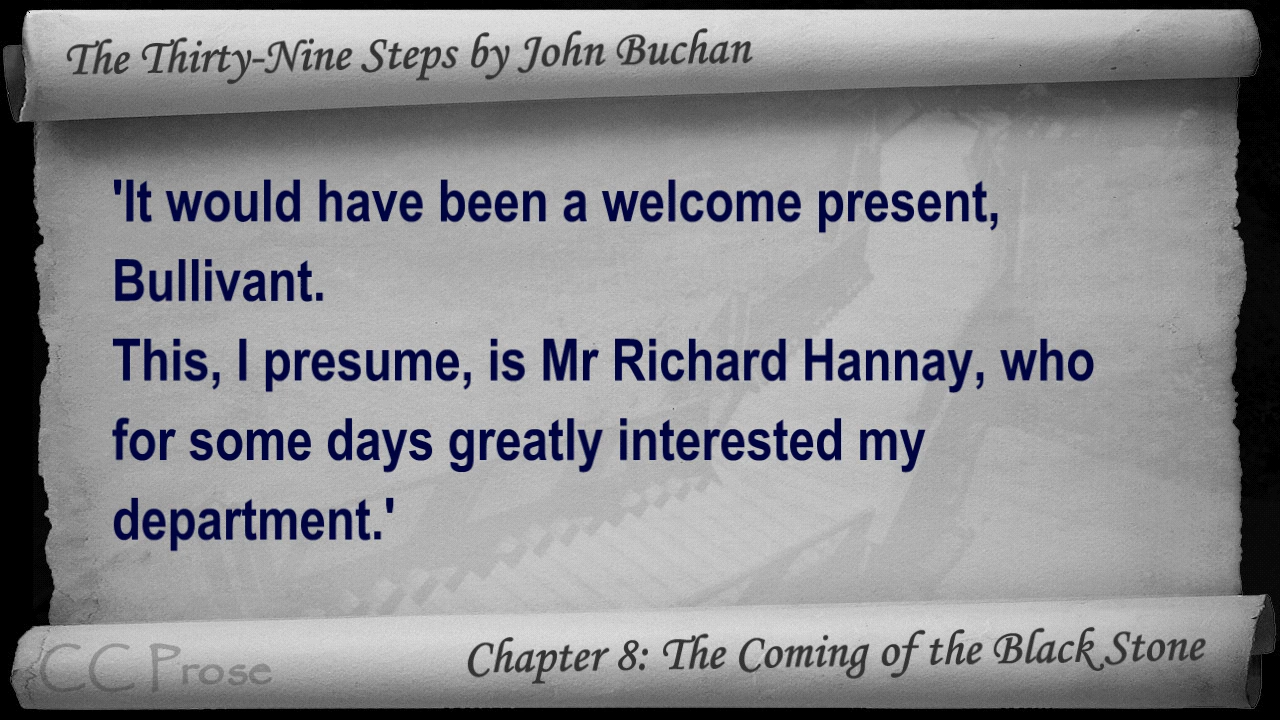 The Thirty-Nine Steps by John Buchan
'It would have been a welcome present,
Bullivant.
This, I presume, is Mr Richard Hannay, who
for some days greatly interested my
department.'
CC Prose
Chapter 8: The Coming of the Black Stone